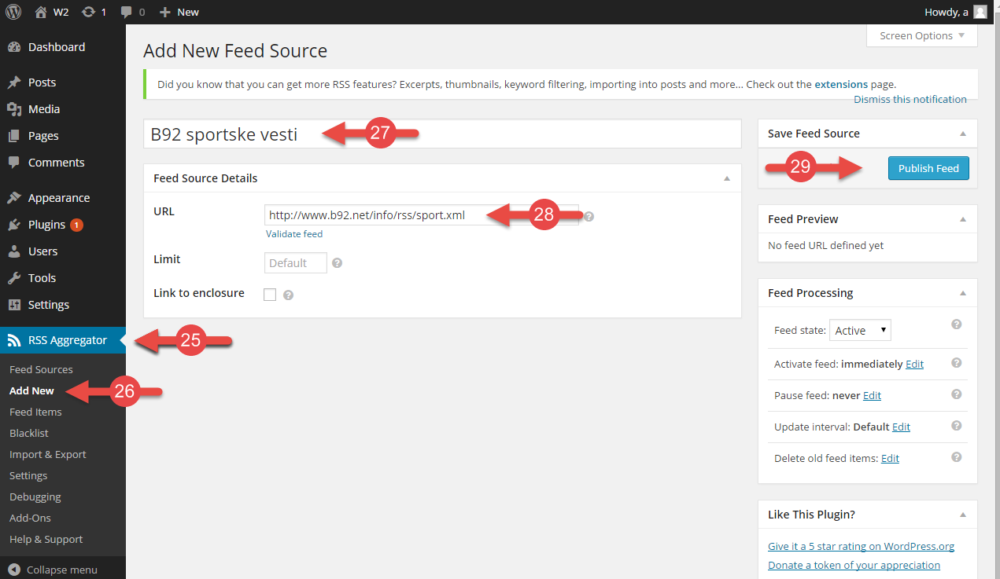 W2 1 0 New Howdy, a
Dashboard
Posts
Media
Pages
Comments
Appearance
Plugins 1
Users
Tools
Settings
RSS Aggregator
Feed Sources
Add New
Feed Items
Blacklist
Import & Export
Settings
Debugging
Add-Ons
Help & Support
Collapse menu
Screen Options
Add New Feed Source
Did you know that you can get more RSS features? Excerpts, thumbnails, keyword filtering, importing into posts and more... Check out the extensions page.
Dismiss this notification
B92 sportske vesti
27
Feed Source Details
URL
http://www.b92.net/info/rss/sport.xml
28
?
Validate feed
Limit
Default
?
Link to enclosure
?
25
26
Save Feed Source
29
Publish Feed
Feed Preview
No feed URL defined yet
Feed Processing
Feed state: Active
?
Activate feed: immediately Edit
?
Pause feed: never Edit
?
Update interval: Default Edit
?
Delete old feed items: Edit
?
Like This Plugin?
Give it a 5 star rating on WordPress.org
Donate a token of your appreciation